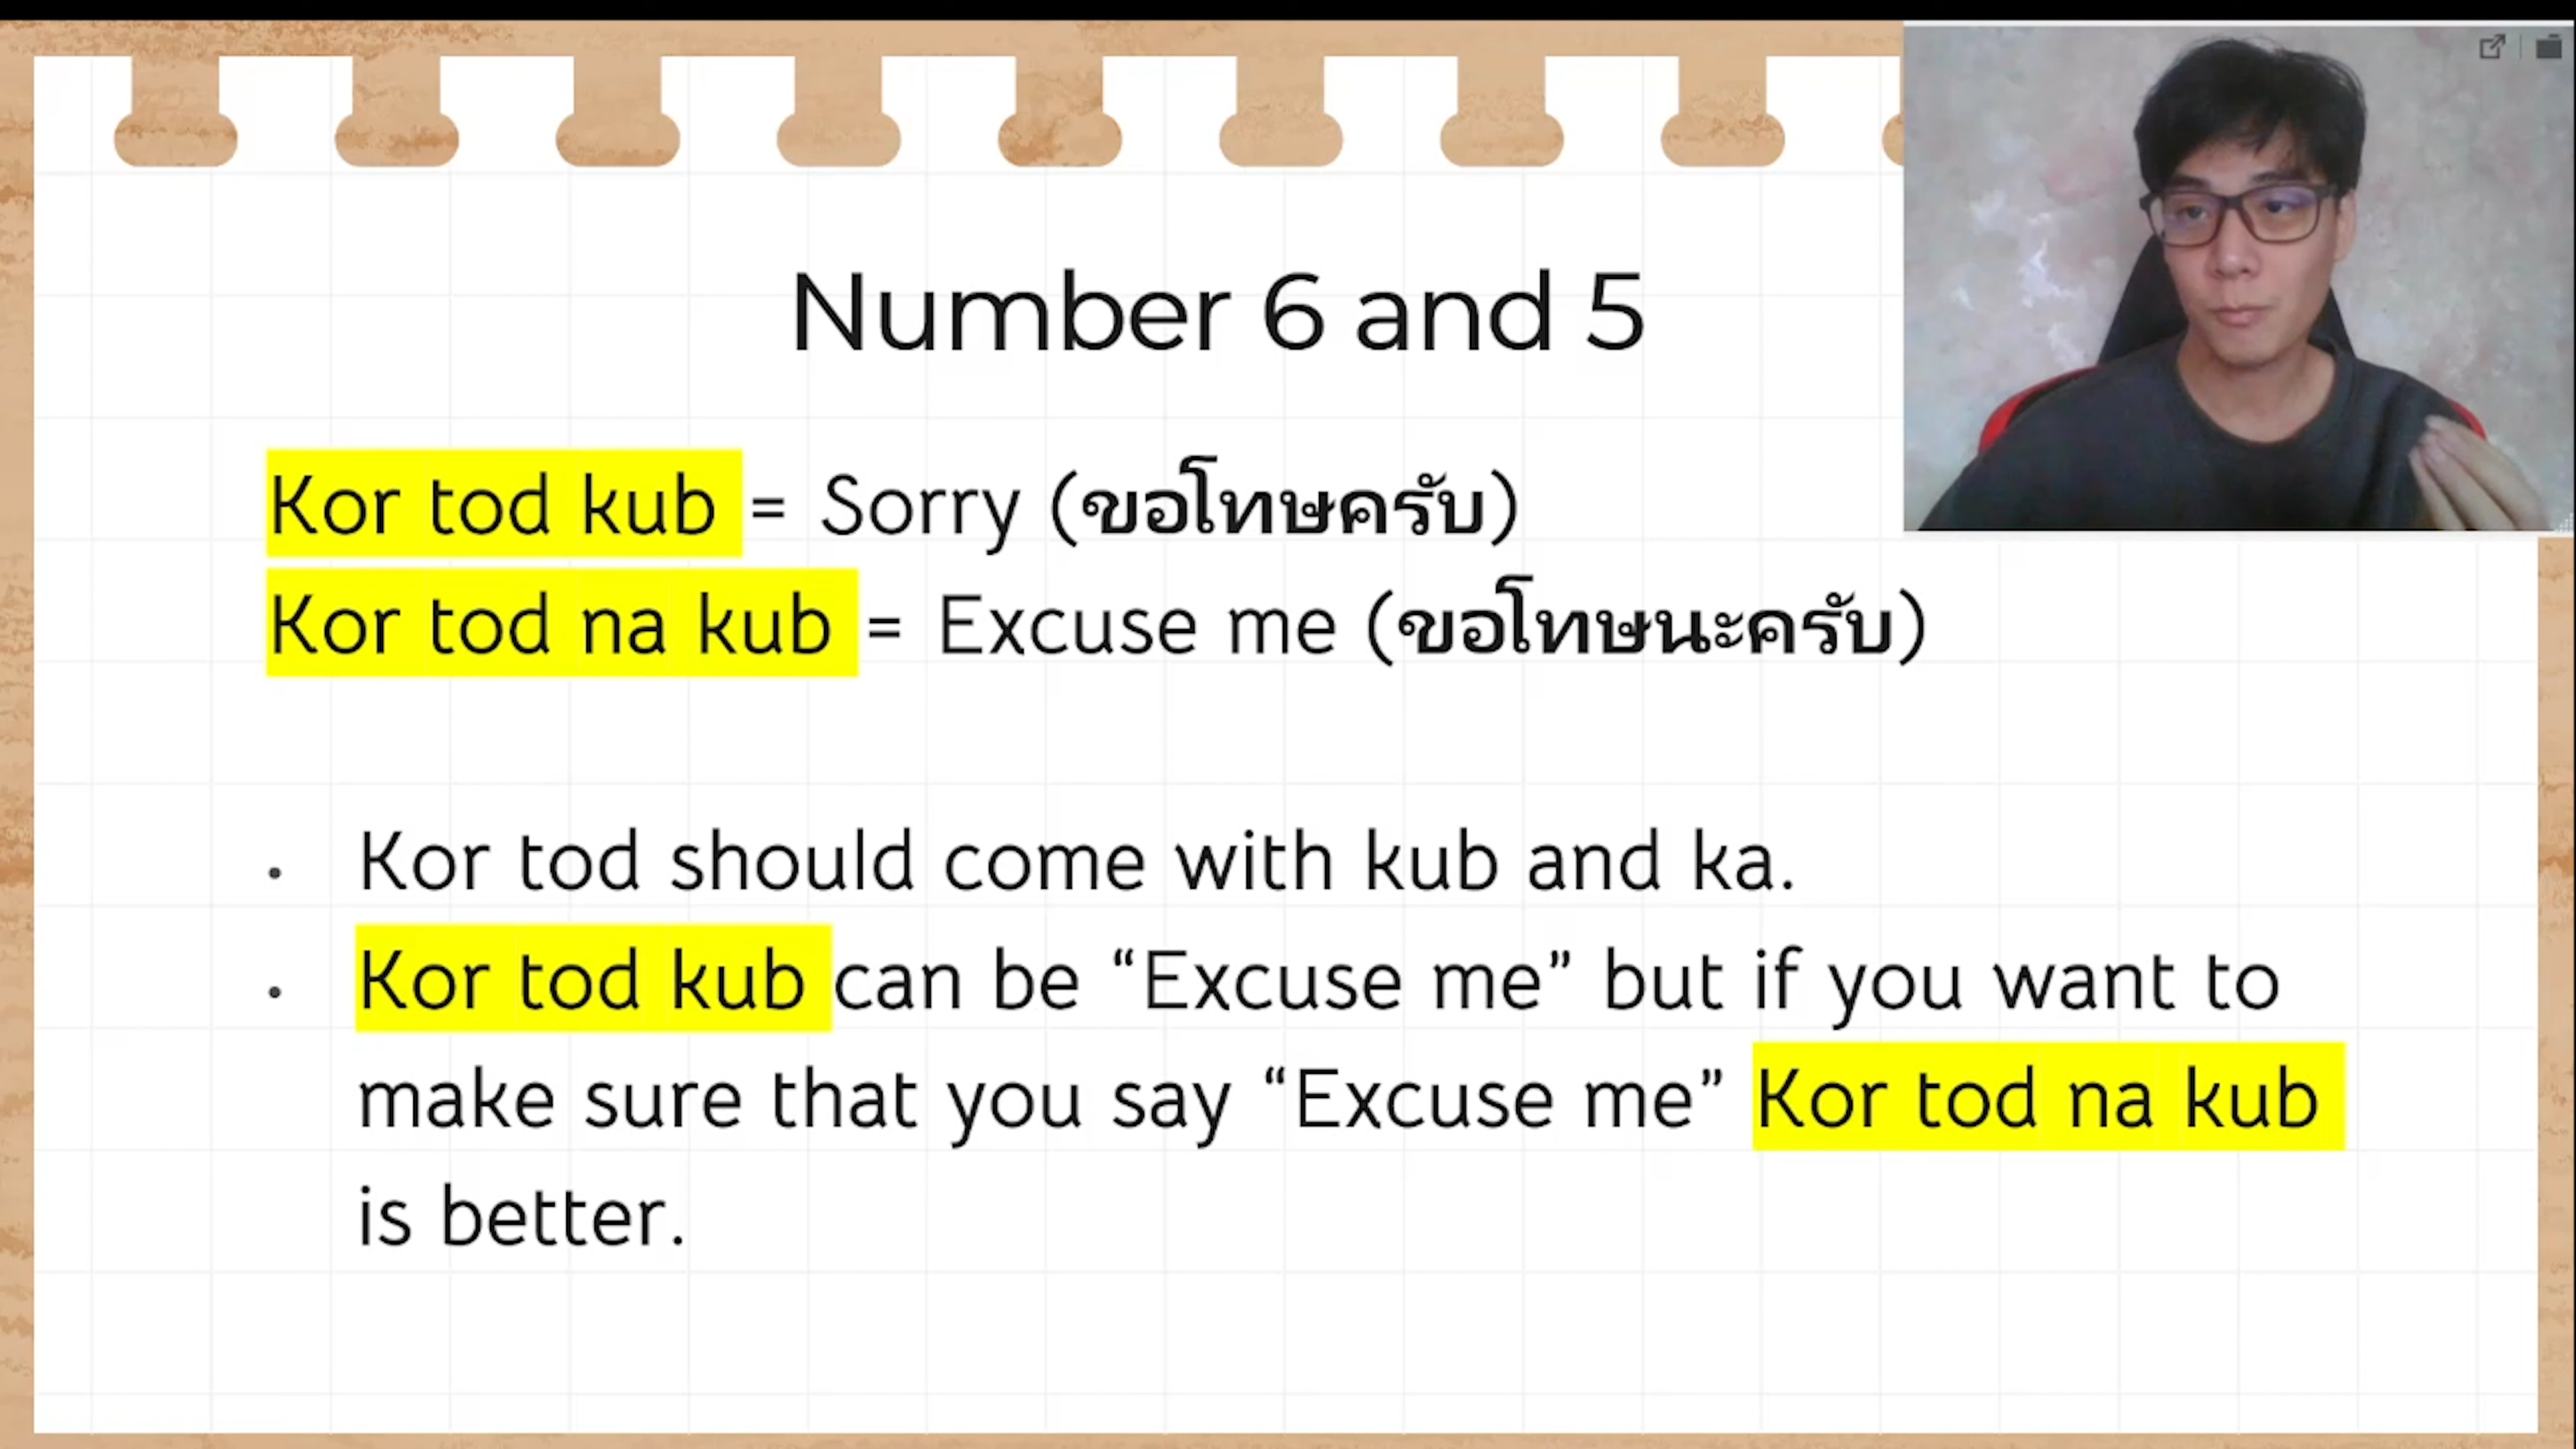 Number 6 and 5
Kor tod kub = Sorry (ขอโทษครับ)
Kor tod na kub = Excuse me (ขอโทษนะครับ)
• Kor tod should come with kub and ka.
• Kor tod kub can be “Excuse me” but if you want to
make sure that you say “Excuse me” Kor tod na kub
is better.